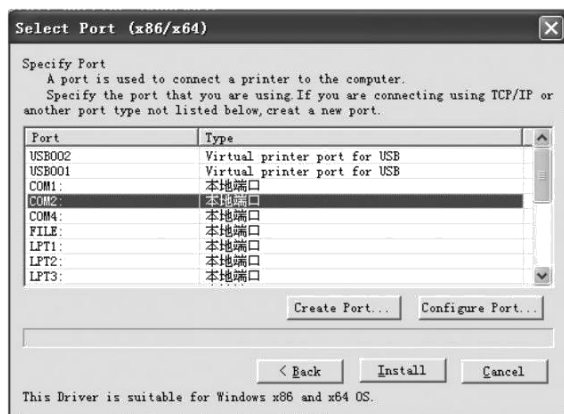 Select Port (x86/x64)
Specify Port
A port is used to connect a printer to the computer.
Specify the port that you are using.If you are connecting using TCP/IP or
another port type not listed below,creat a new port.
Port Type
USB002 Virtual printer port for USB
USB001 Virtual printer port for USB
COM1: 本地端口
COM2: 本地端口
COM4: 本地端口
FILE: 本地端口
LPT1: 本地端口
LPT2: 本地端口
LPT3: 本地端口
Create Port... Configure Port...
< Back Install Cancel
This Driver is suitable for Windows x86 and x64 OS.